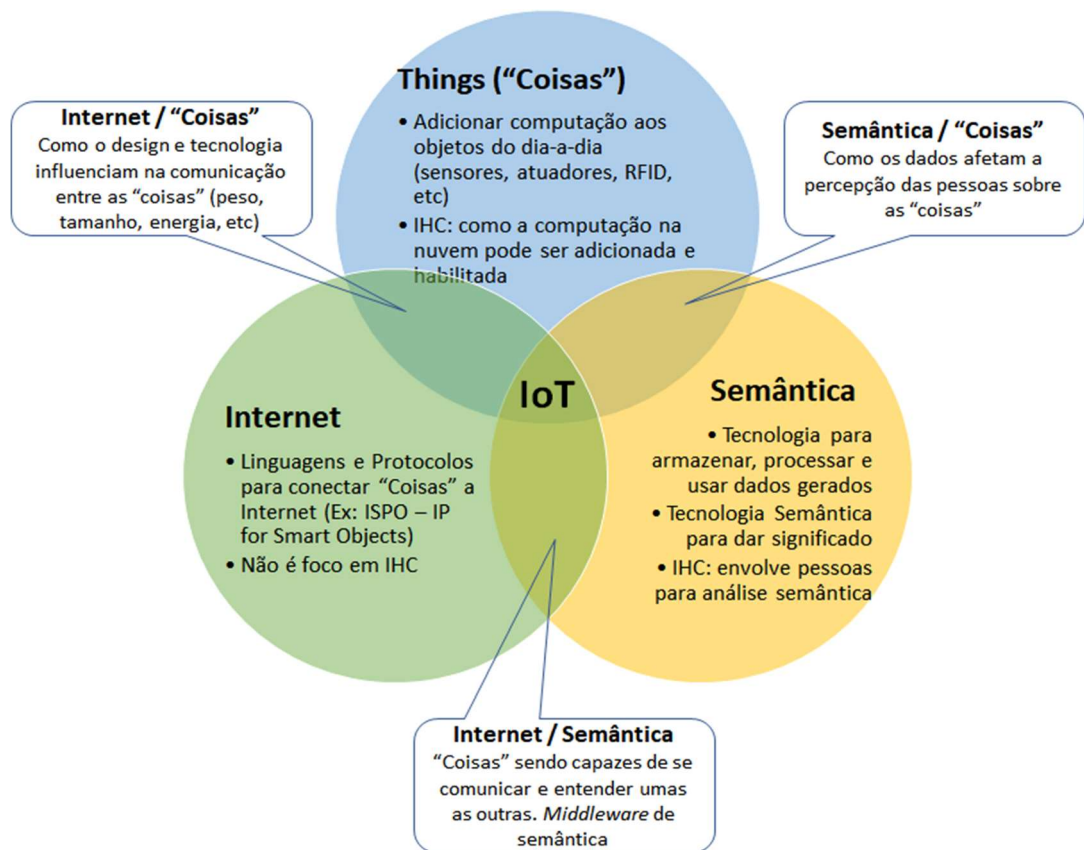 Things (“Coisas”)
• Adicionar computação aos
objetos do dia-a-dia
(sensores, atuadores, RFID,
etc)
• IHC: como a computação na
nuvem pode ser adicionada e
habilitada
Internet / “Coisas”
Como o design e tecnologia
influenciam na comunicação
entre as “coisas” (peso,
tamanho, energia, etc)
Semântica / “Coisas”
Como os dados afetam a
percepção das pessoas sobre
as “coisas”
IoT
Internet
• Linguagens e Protocolos
para conectar “Coisas” a
Internet (Ex: ISPO – IP
for Smart Objects)
• Não é foco em IHC
Semântica
• Tecnologia para
armazenar, processar e
usar dados gerados
• Tecnologia Semântica
para dar significado
• IHC: envolve pessoas
para análise semântica
Internet / Semântica
“Coisas” sendo capazes de se
comunicar e entender umas
as outras. Middleware de
semântica